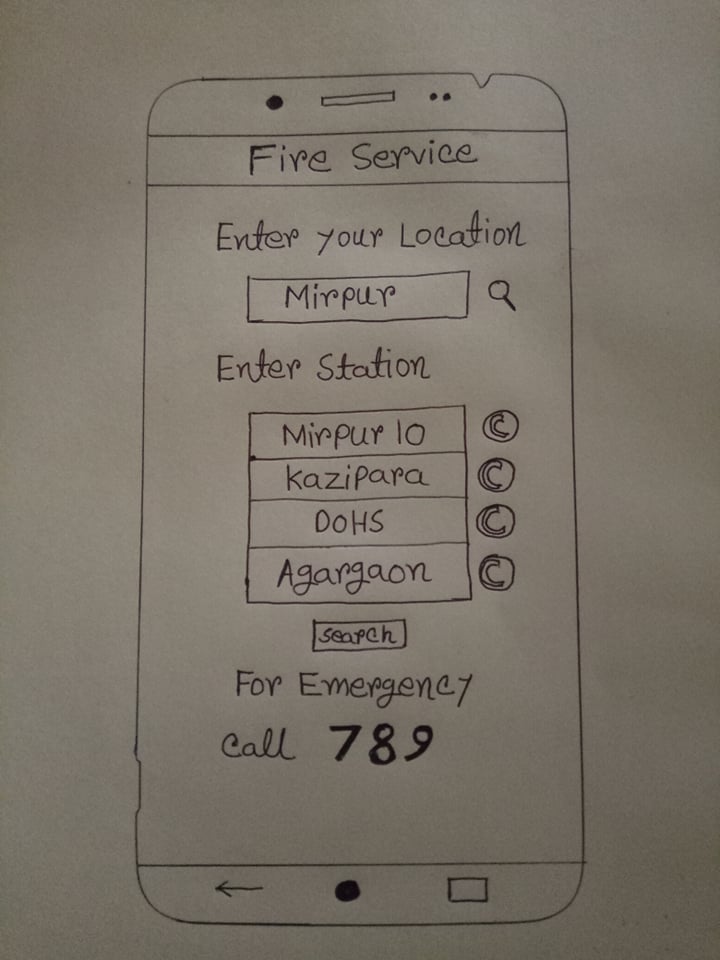 Fire Service
Enter your Location
Mirpur
Enter Station
Mirpur 10
C
Kazipara
C
DOHS
C
Agargaon
C
search
For Emergency
Call 789